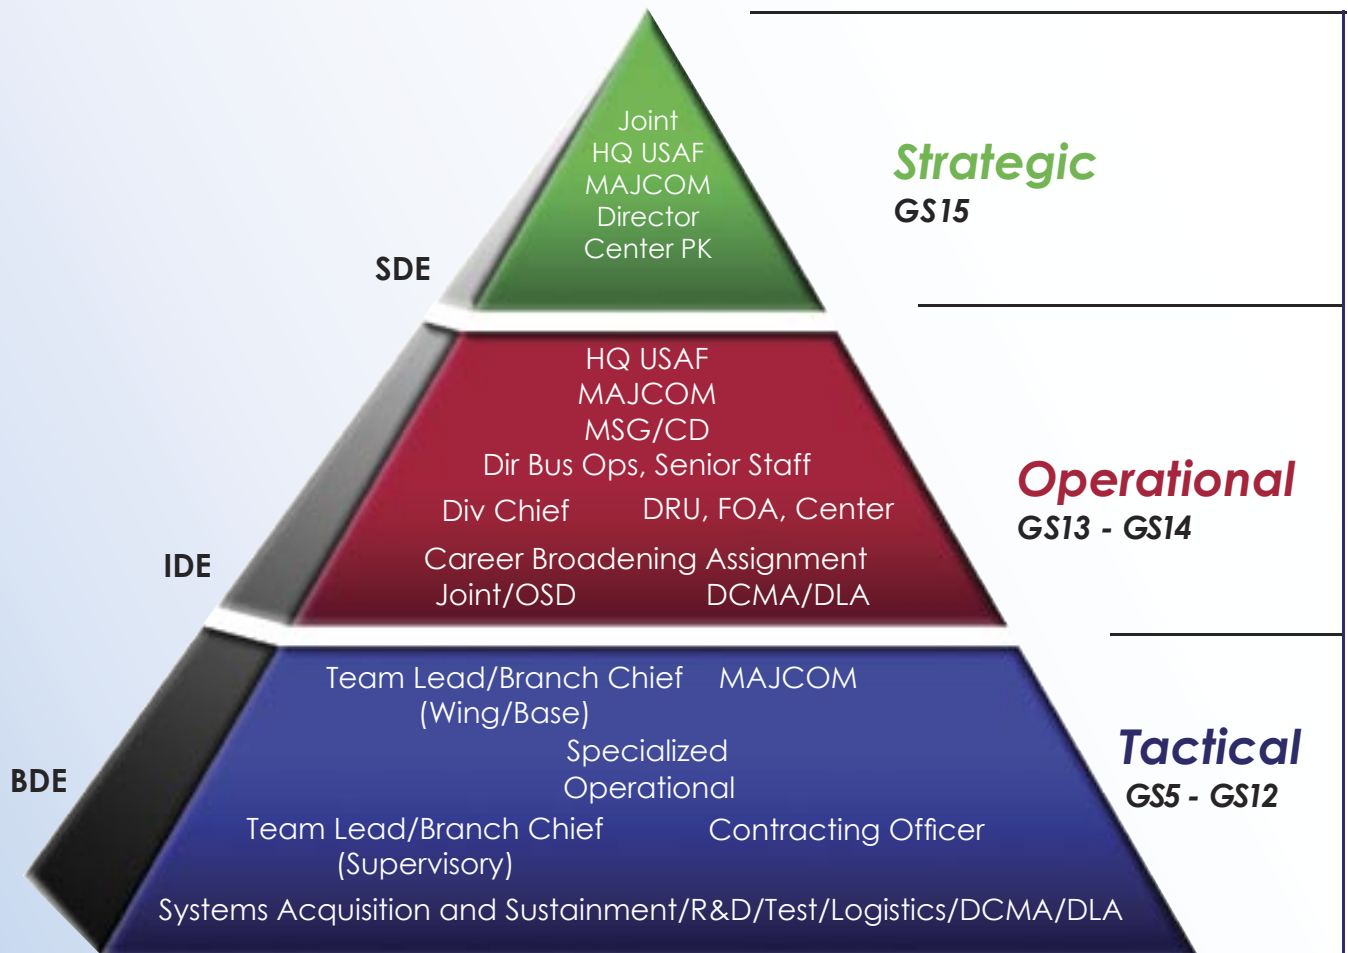 Joint
HQ USAF
MAJCOM
Director
Center PK
Strategic
GS15
SDE
HQ USAF
MAJCOM
MSG/CD
Dir Bus Ops, Senior Staff
Div Chief
DRU, FOA, Center
Career Broadening Assignment
Joint/OSD
DCMA/DLA
Operational
GS13 - GS14
IDE
Team Lead/Branch Chief
(Wing/Base)
MAJCOM
Specialized
Operational
Team Lead/Branch Chief
(Supervisory)
Contracting Officer
Systems Acquisition and Sustainment/R&D/Test/Logistics/DCMA/DLA
Tactical
GS5 - GS12
BDE